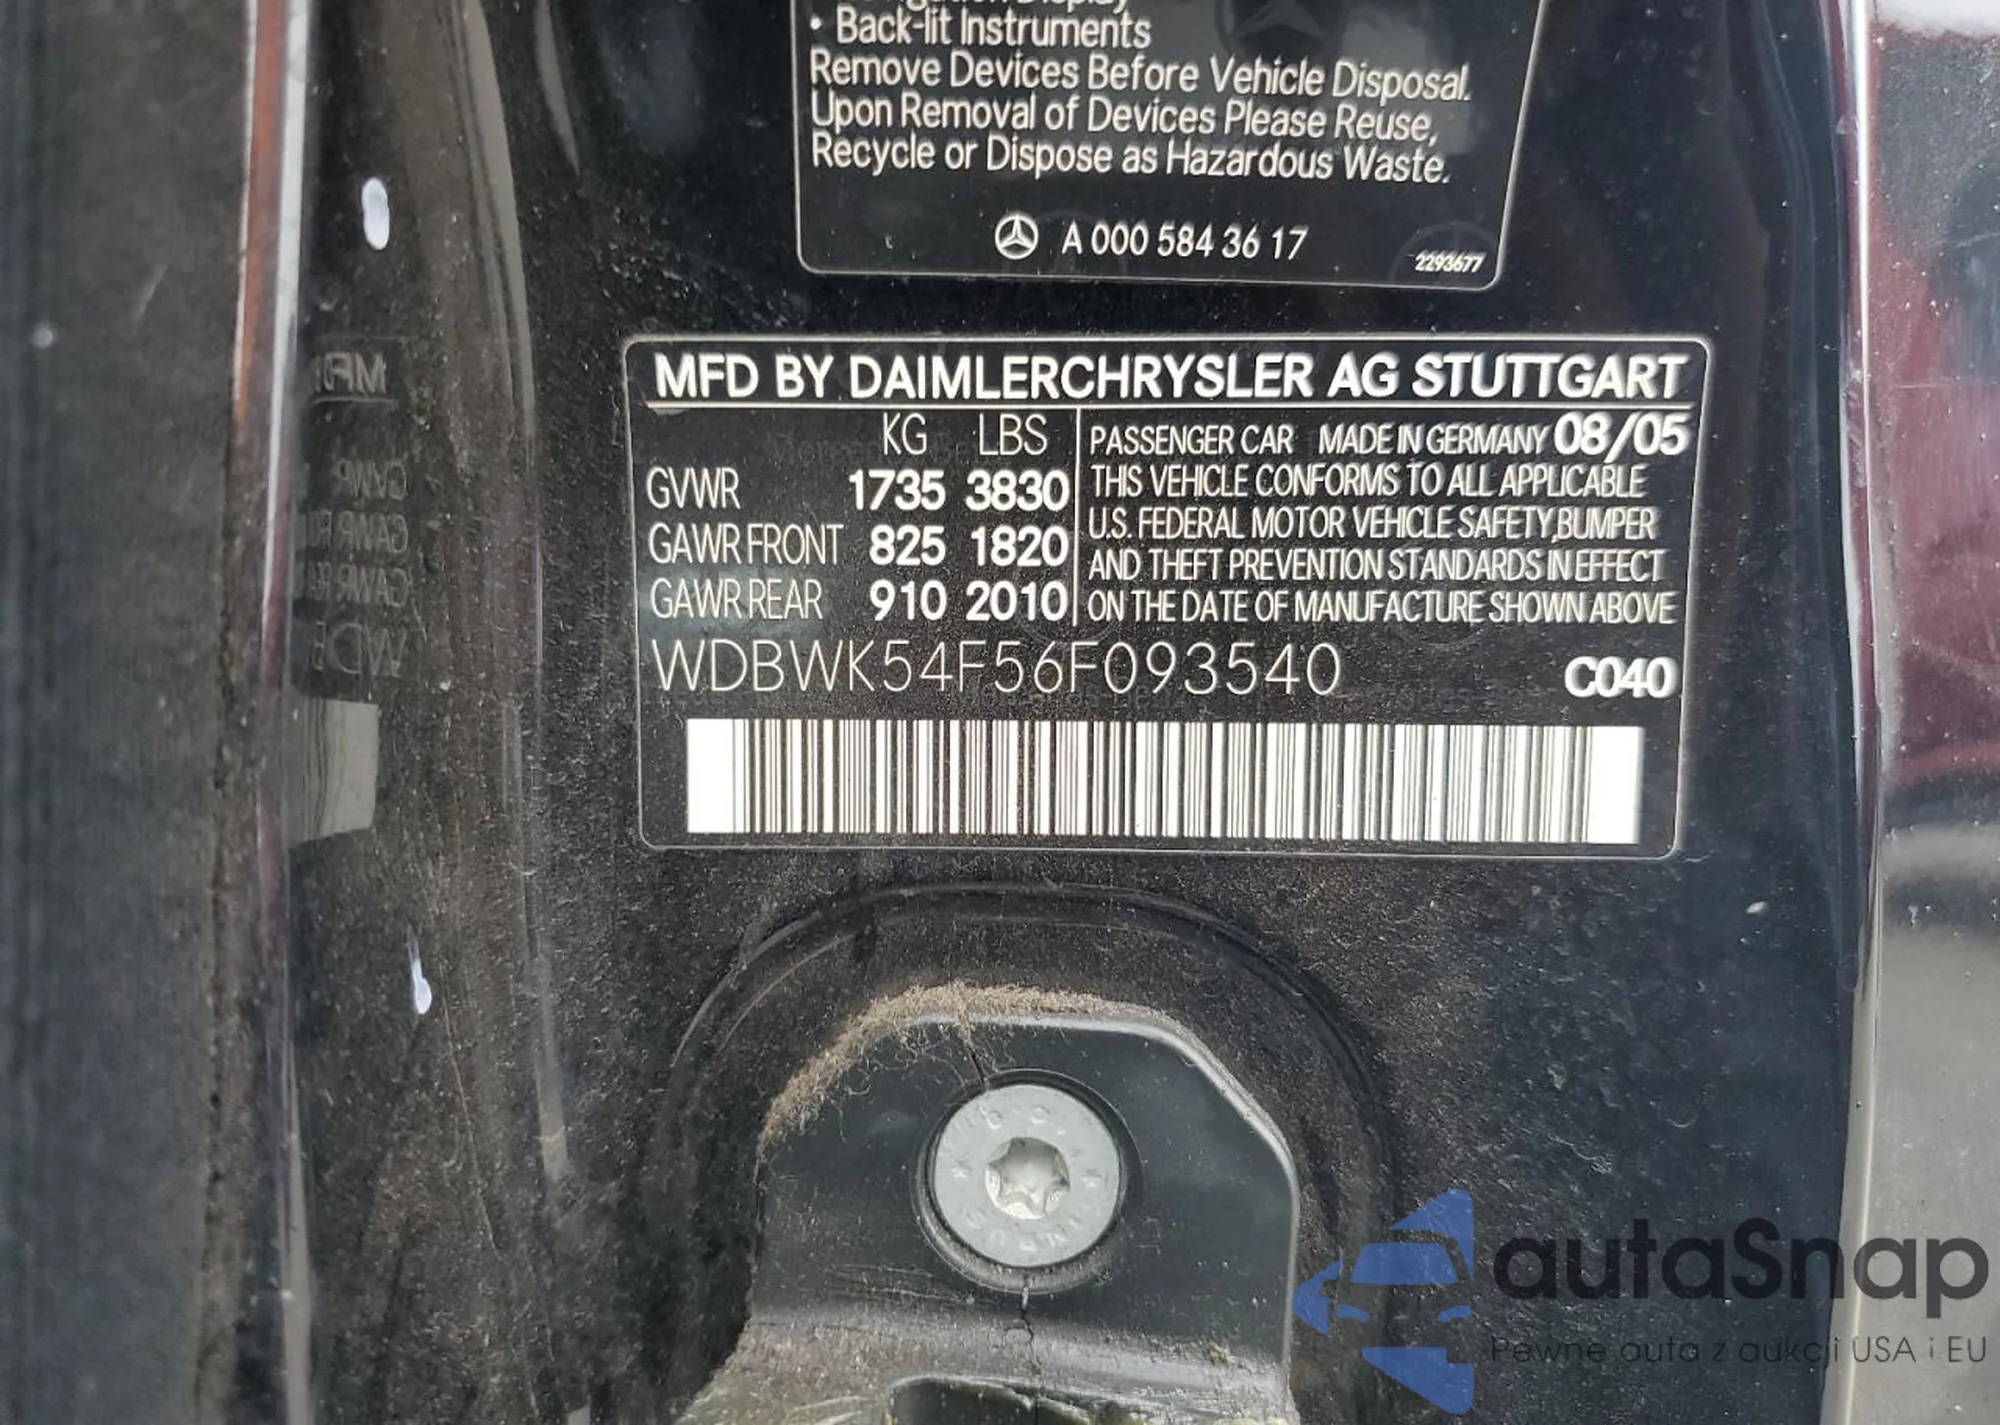 • Back-lit Instruments
Remove Devices Before Vehicle Disposal.
Upon Removal of Devices Please Reuse,
Recycle or Dispose as Hazardous Waste.
A 000 584 36 17
2293677
MFD BY DAIMLERCHRYSLER AG STUTTGART
KG LBS
GVWR 1735 3830
GAWR FRONT 825 1820
GAWR REAR 910 2010
PASSENGER CAR MADE IN GERMANY 08/05
THIS VEHICLE CONFORMS TO ALL APPLICABLE
U.S. FEDERAL MOTOR VEHICLE SAFETY,BUMPER
AND THEFT PREVENTION STANDARDS IN EFFECT
ON THE DATE OF MANUFACTURE SHOWN ABOVE
WDBWK54F56F093540
C040
autaSnap
Pewne auta z aukcji USA i EU